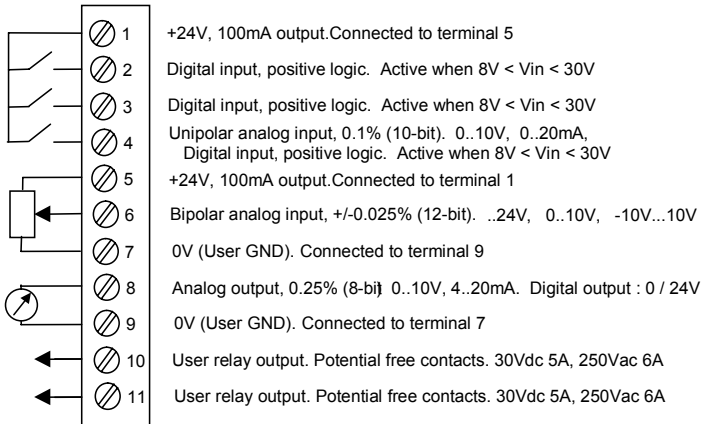 1 +24V, 100mA output.Connected to terminal 5
2 Digital input, positive logic. Active when 8V < Vin < 30V
3 Digital input, positive logic. Active when 8V < Vin < 30V
4 Unipolar analog input, 0.1% (10-bit). 0..10V, 0..20mA,
Digital input, positive logic. Active when 8V < Vin < 30V
5 +24V, 100mA output.Connected to terminal 1
6 Bipolar analog input, +/-0.025% (12-bit). ..24V, 0..10V, -10V...10V
7 0V (User GND). Connected to terminal 9
8 Analog output, 0.25% (8-bit) 0..10V, 4..20mA. Digital output : 0 / 24V
9 0V (User GND). Connected to terminal 7
10 User relay output. Potential free contacts. 30Vdc 5A, 250Vac 6A
11 User relay output. Potential free contacts. 30Vdc 5A, 250Vac 6A